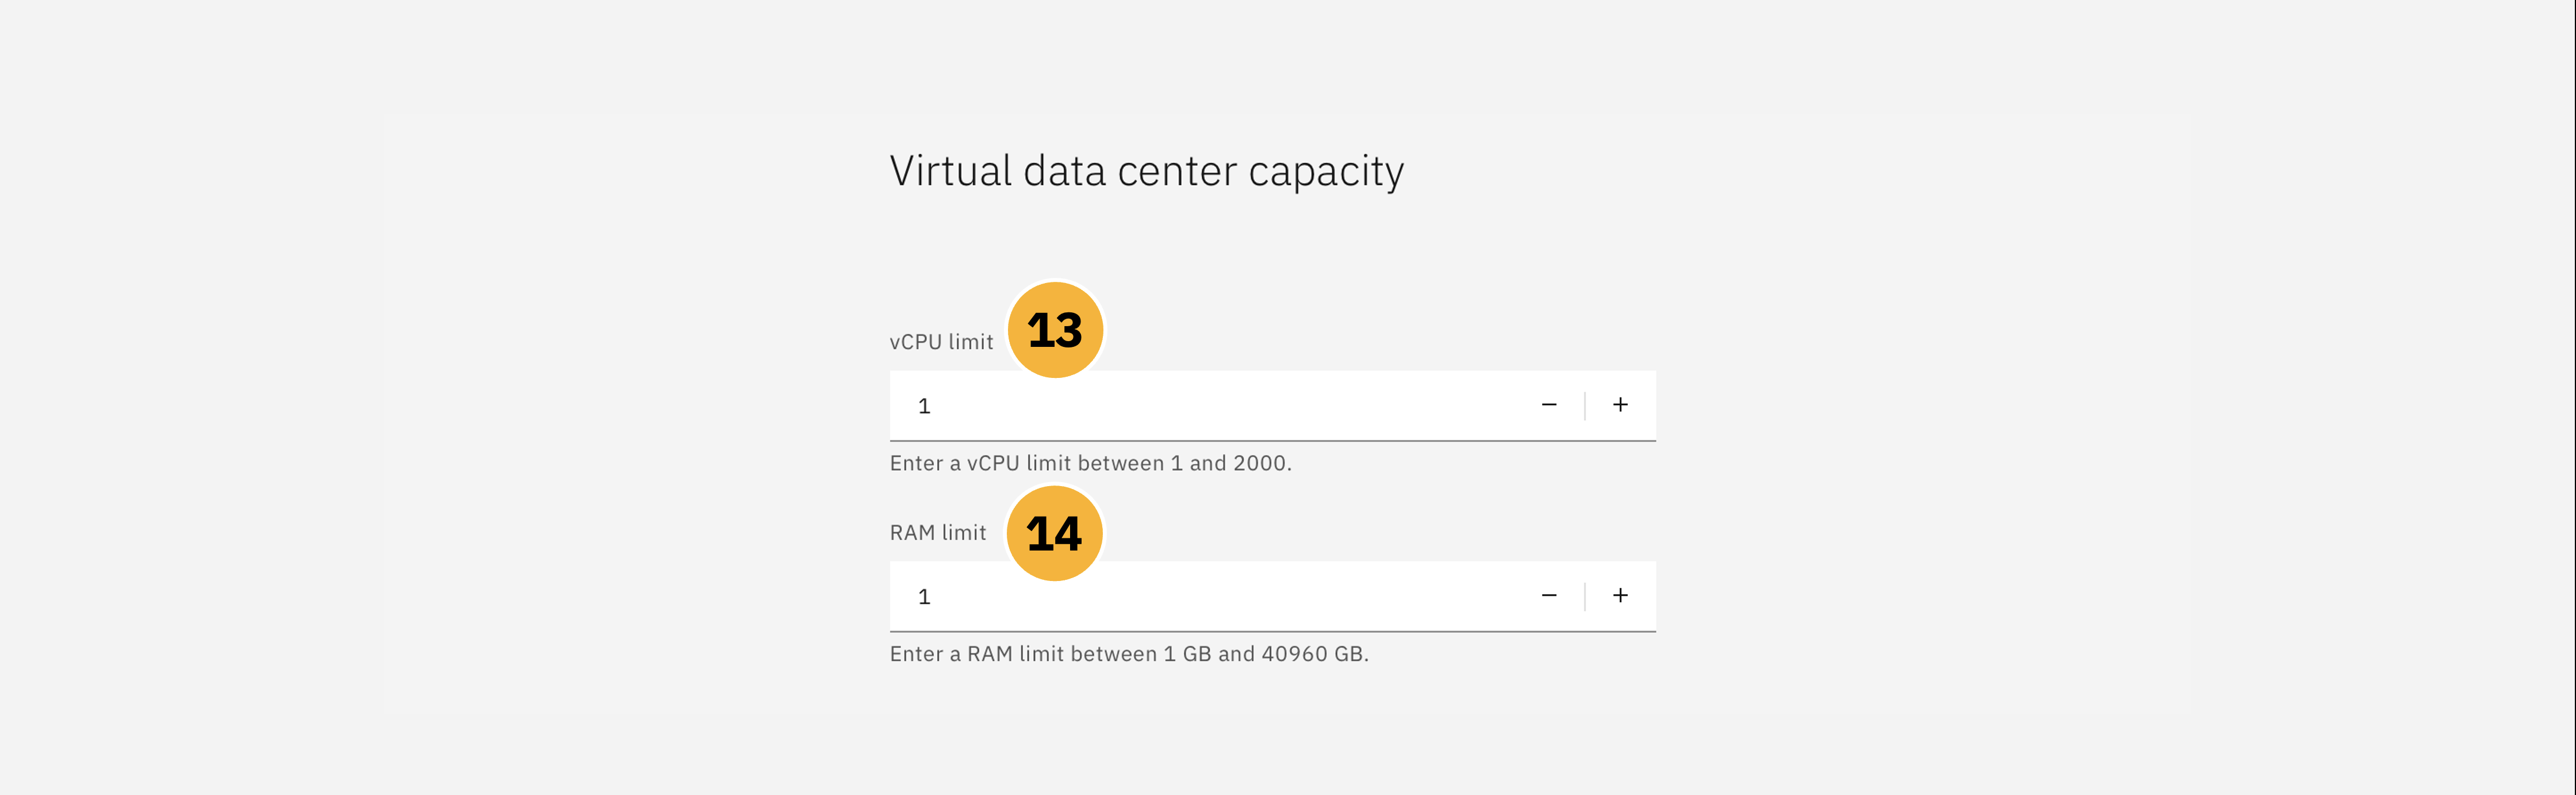 Virtual data center capacity
vCPU limit 13
1 − +
Enter a vCPU limit between 1 and 2000.
RAM limit 14
1 − +
Enter a RAM limit between 1 GB and 40960 GB.